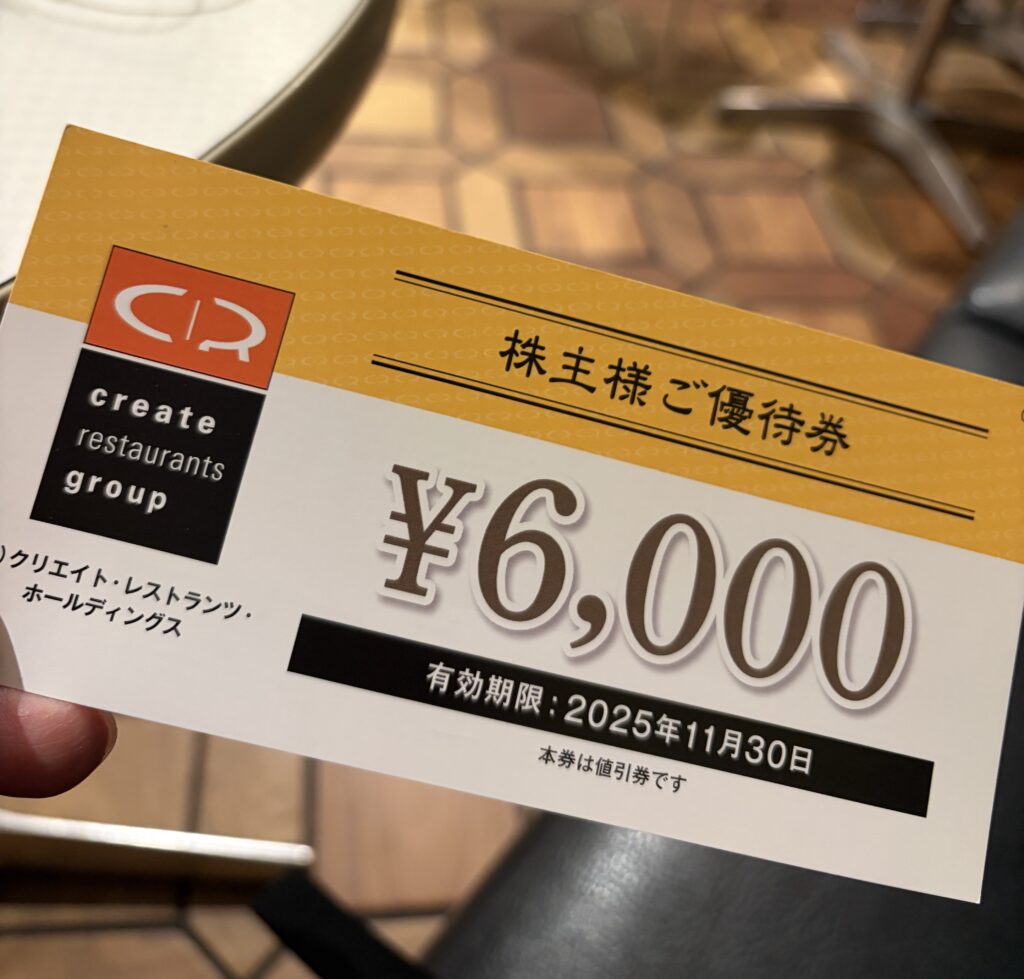 株主様ご優待券
create
restaurants
group
¥6,000
)クリエイト・レストランツ・
ホールディングス
有効期限：2025年11月30日
本券は値引券です